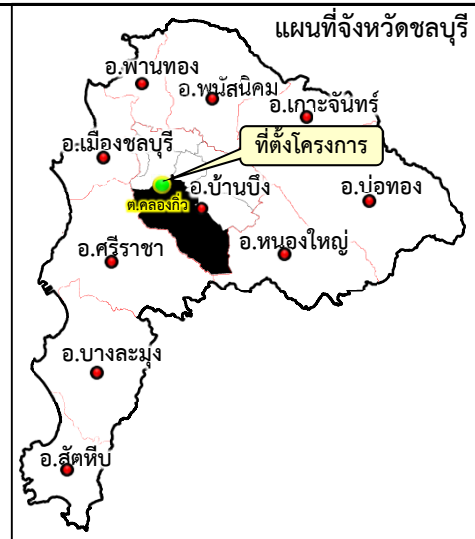 แผนที่จังหวัดชลบุรี
อ.พานทอง
อ.พนัสนิคม
อ.เกาะจันทร์
อ.เมืองชลบุรี
ที่ตั้งโครงการ
อ.บ้านบึง
อ.บ่อทอง
ต.คลองกิ่ว
อ.ศรีราชา
อ.หนองใหญ่
อ.บางละมุง
อ.สัตหีบ